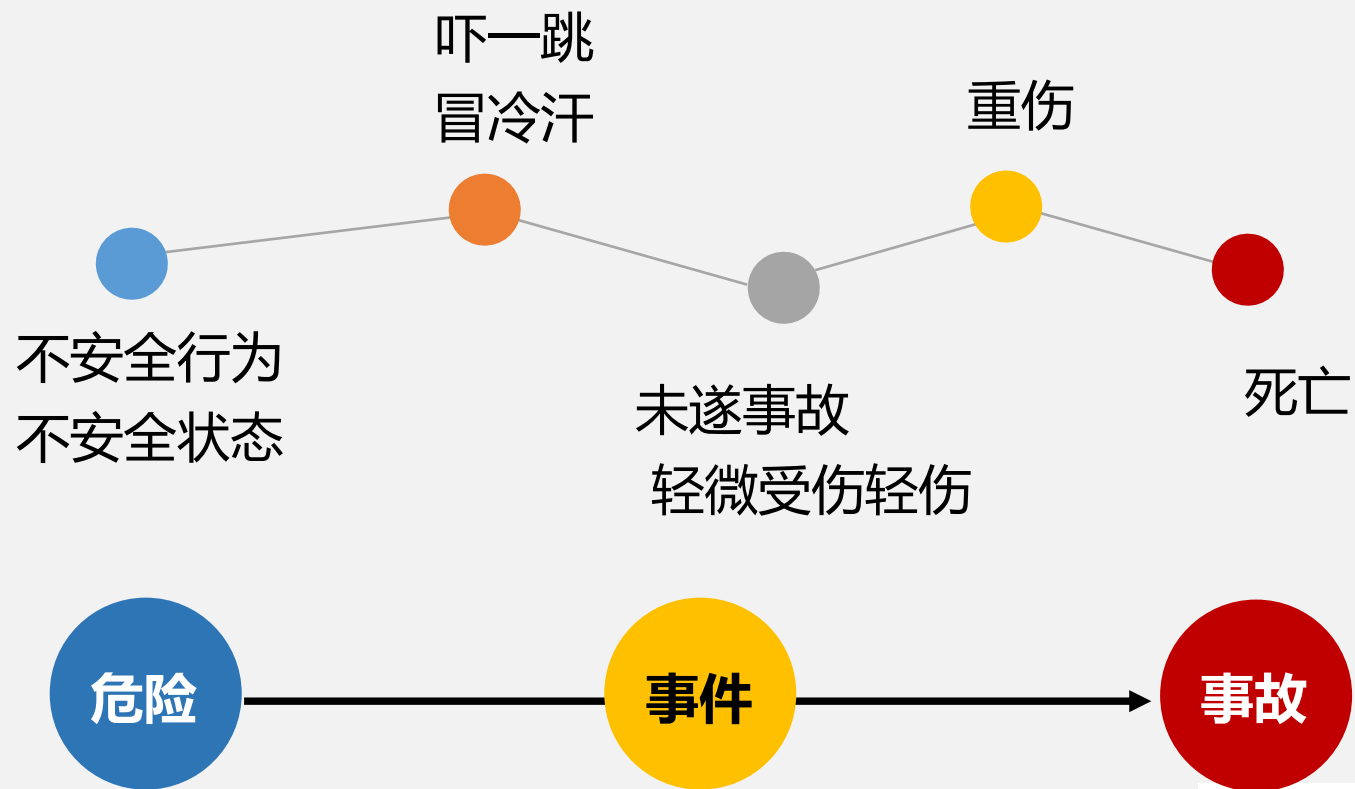 吓一跳
冒冷汗
重伤
不安全行为
不安全状态
未遂事故
轻微受伤轻伤
死亡
危险
事件
事故